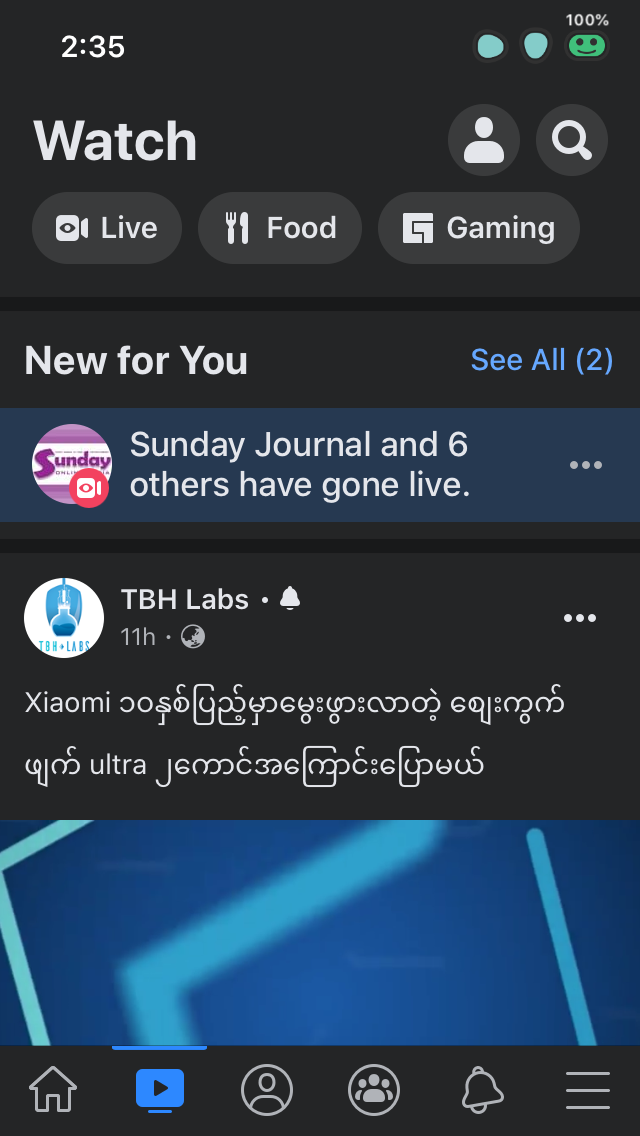 100%
2:35
Watch
Live
Food
Gaming
New for You
See All (2)
Sunday
Sunday Journal and 6
others have gone live.
TBH Labs
11h
TBH LABS
Xiaomi ၁၀နှစ်ပြည့်မှာမွေးဖွားလာတဲ့ စျေးကွက်
ဖျက် ultra ၂ကောင်အကြောင်းပြောမယ်